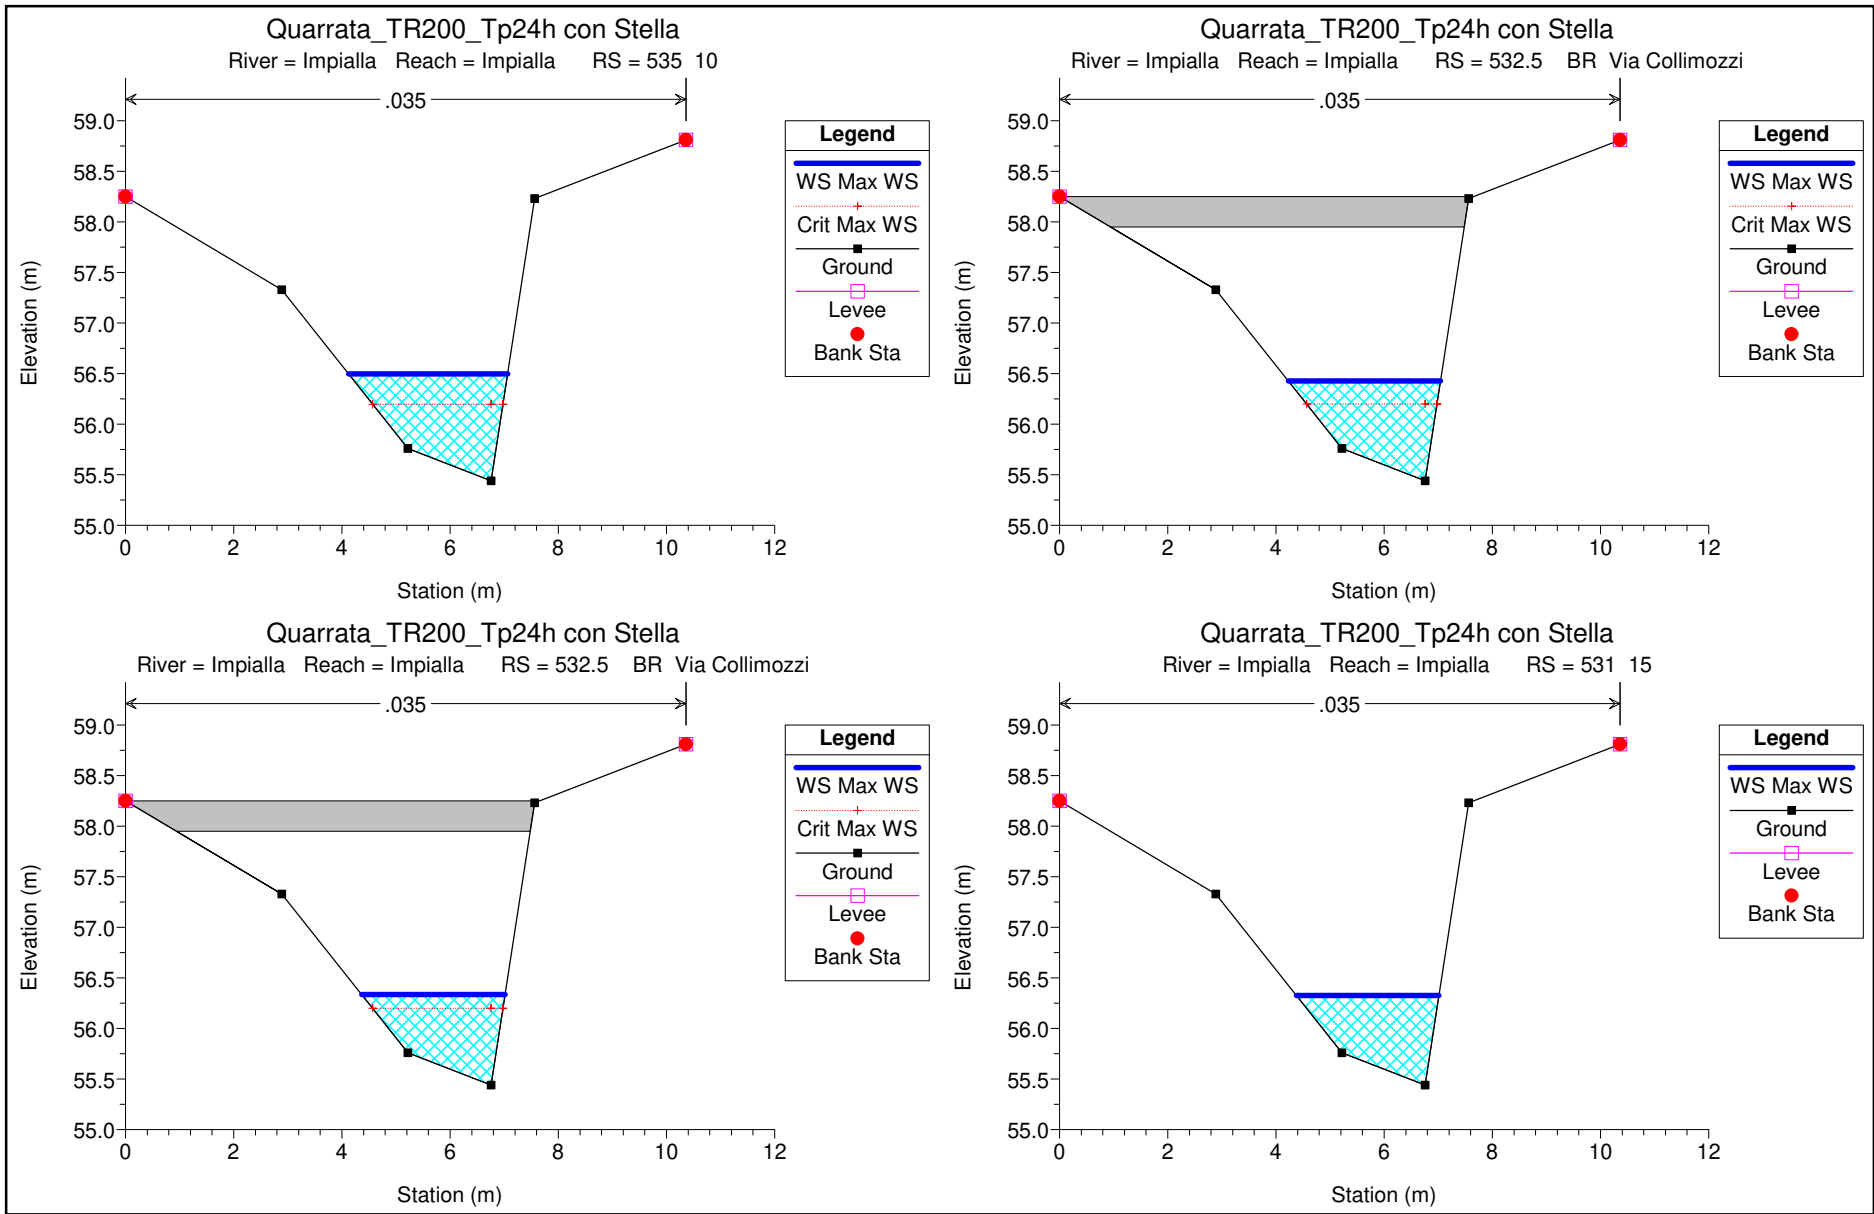 Quarrata_TR200_Tp24h con Stella
River = Impialla Reach = Impialla RS = 535 10
.035
59.0
58.5
58.0
57.5
57.0
56.5
56.0
55.5
55.0
0 2 4 6 8 10 12
Station (m)
Elevation (m)
Legend
WS Max WS
Crit Max WS
Ground
Levee
Bank Sta
Quarrata_TR200_Tp24h con Stella
River = Impialla Reach = Impialla RS = 532.5 BR Via Collimozzi
.035
59.0
58.5
58.0
57.5
57.0
56.5
56.0
55.5
55.0
0 2 4 6 8 10 12
Station (m)
Elevation (m)
Legend
WS Max WS
Crit Max WS
Ground
Levee
Bank Sta
Quarrata_TR200_Tp24h con Stella
River = Impialla Reach = Impialla RS = 532.5 BR Via Collimozzi
.035
59.0
58.5
58.0
57.5
57.0
56.5
56.0
55.5
55.0
0 2 4 6 8 10 12
Station (m)
Elevation (m)
Legend
WS Max WS
Crit Max WS
Ground
Levee
Bank Sta
Quarrata_TR200_Tp24h con Stella
River = Impialla Reach = Impialla RS = 531 15
.035
59.0
58.5
58.0
57.5
57.0
56.5
56.0
55.5
55.0
0 2 4 6 8 10 12
Station (m)
Elevation (m)
Legend
WS Max WS
Ground
Levee
Bank Sta